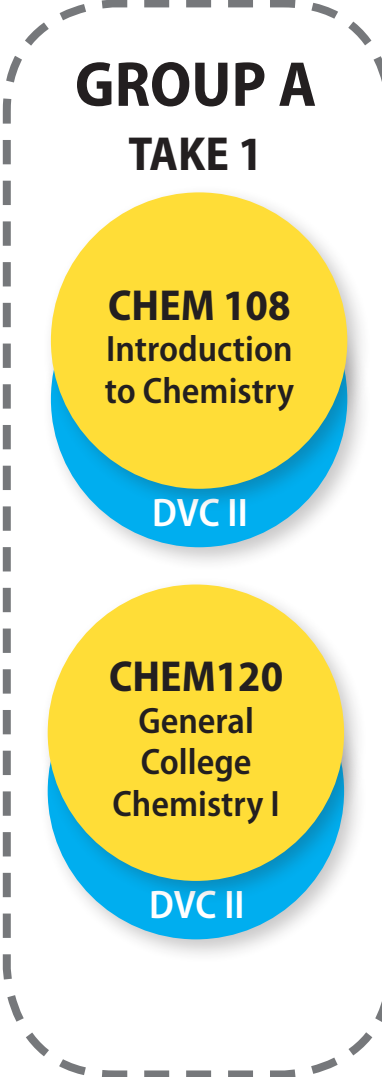 GROUP A
TAKE 1
CHEM 108
Introduction
to Chemistry
DVC II
CHEM120
General
College
Chemistry I
DVC II